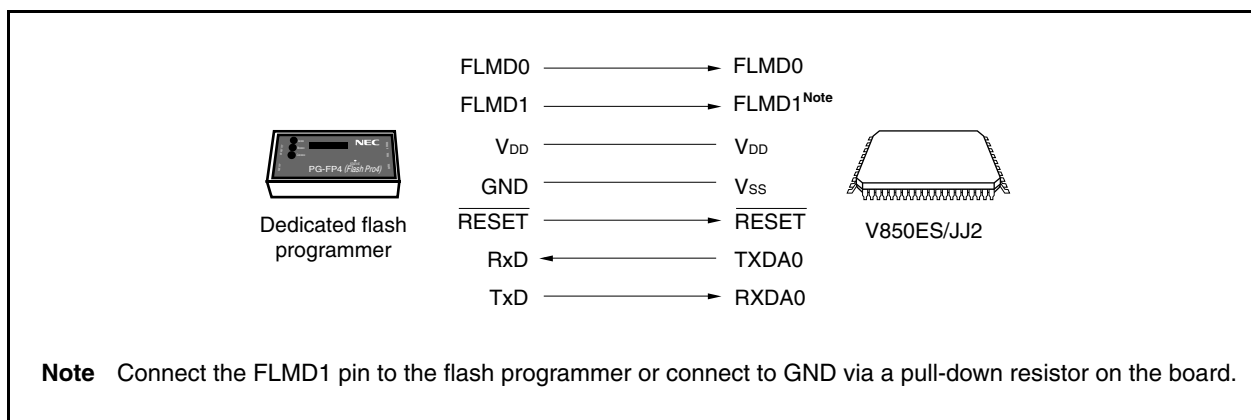 FLMD0 FLMD0
FLMD1 FLMD1Note
VDD VDD
GND VSS
RESET RESET
RxD TXDA0
TxD RXDA0
NEC
PG-FP4 (Flash Pro4)
Dedicated flash
programmer
V850ES/JJ2
Note Connect the FLMD1 pin to the flash programmer or connect to GND via a pull-down resistor on the board.